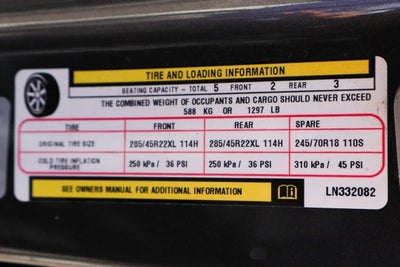 TIRE AND LOADING INFORMATION
SEATING CAPACITY - TOTAL 5 FRONT 2 REAR 3
THE COMBINED WEIGHT OF OCCUPANTS AND CARGO SHOULD NEVER EXCEED
588 KG OR 1297 LB
TIRE FRONT REAR SPARE
ORIGINAL TIRE SIZE 285/45R22XL 114H 285/45R22XL 114H 245/70R18 110S
COLD TIRE INFLATION PRESSURE 250 kPa / 36 PSI 250 kPa / 36 PSI 310 kPa / 45 PSI
SEE OWNERS MANUAL FOR ADDITIONAL INFORMATION LN332082